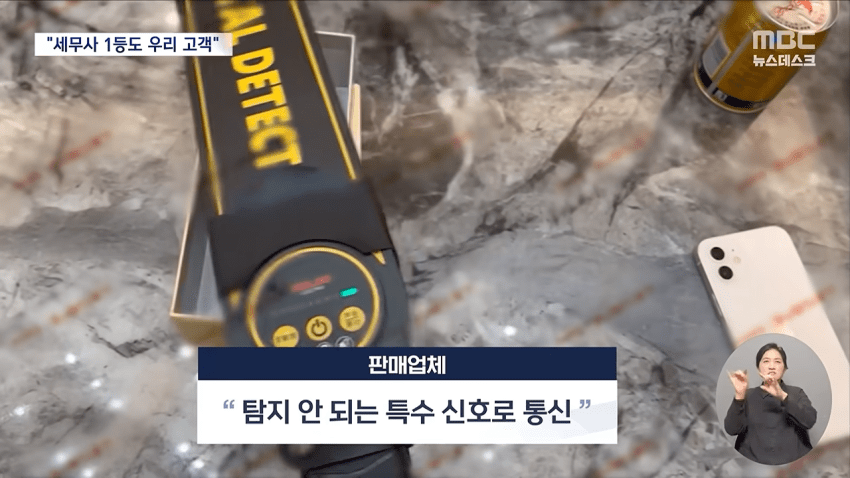 "세무사 1등도 우리 고객"
MBC
뉴스데스크
AL DETECT
판매업체
“ 탐지 안 되는 특수 신호로 통신 ”